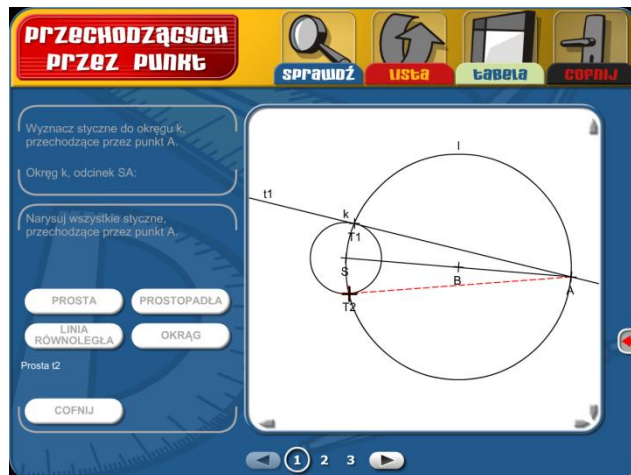 PRZECHODZĄCYCH
PRZEZ PUNKT
SPRAWDŹ
LISTA
TABELA
COFNIJ
Wyznacz styczne do okręgu k,
przechodzące przez punkt A.
Okręg k, odcinek SA:
Narysuj wszystkie styczne,
przechodzące przez punkt A.
PROSTA
PROSTOPADŁA
LINIA
RÓWNOLEGŁA
OKRĄG
Prosta t2
COFNIJ
l
t1
k
T1
S
B
A
T2
1 2 3